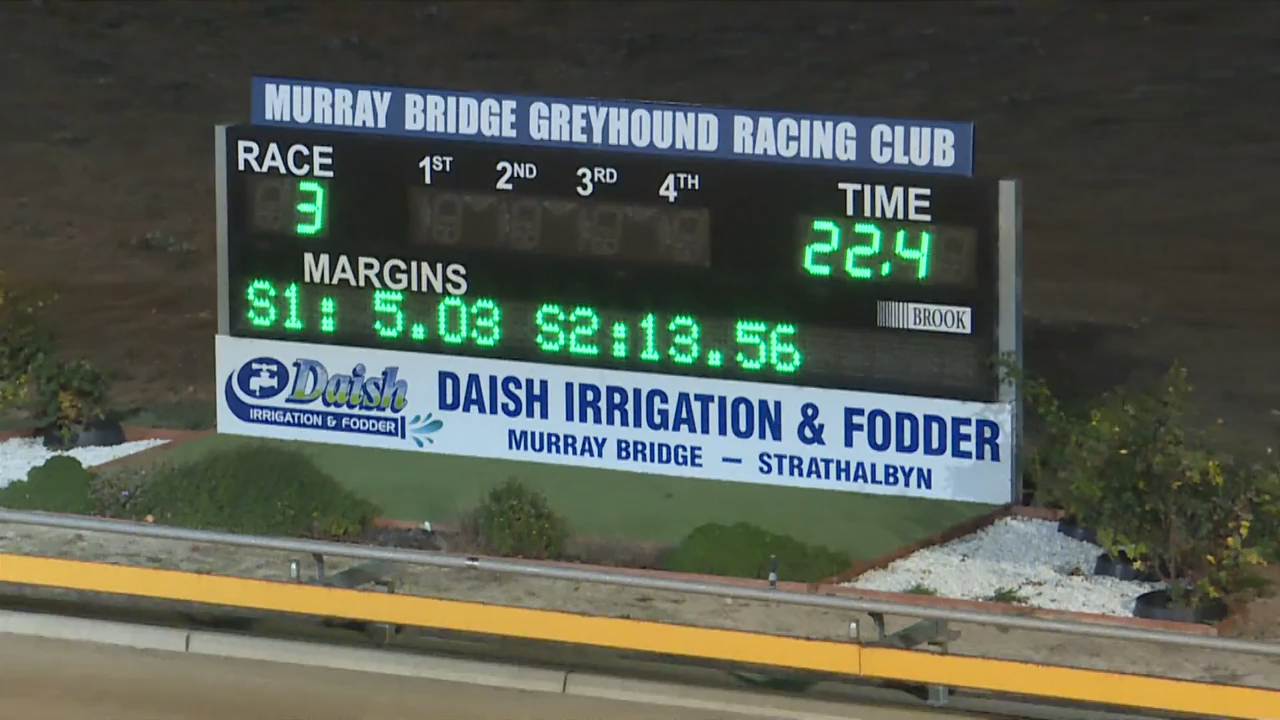 MURRAY BRIDGE GREYHOUND RACING CLUB
RACE 1ST 2ND 3RD 4TH TIME
3 22.4
MARGINS
S1: 5.03 S2:13.56
BROOK
Daish
IRRIGATION & FODDER
DAISH IRRIGATION & FODDER
MURRAY BRIDGE – STRATHALBYN